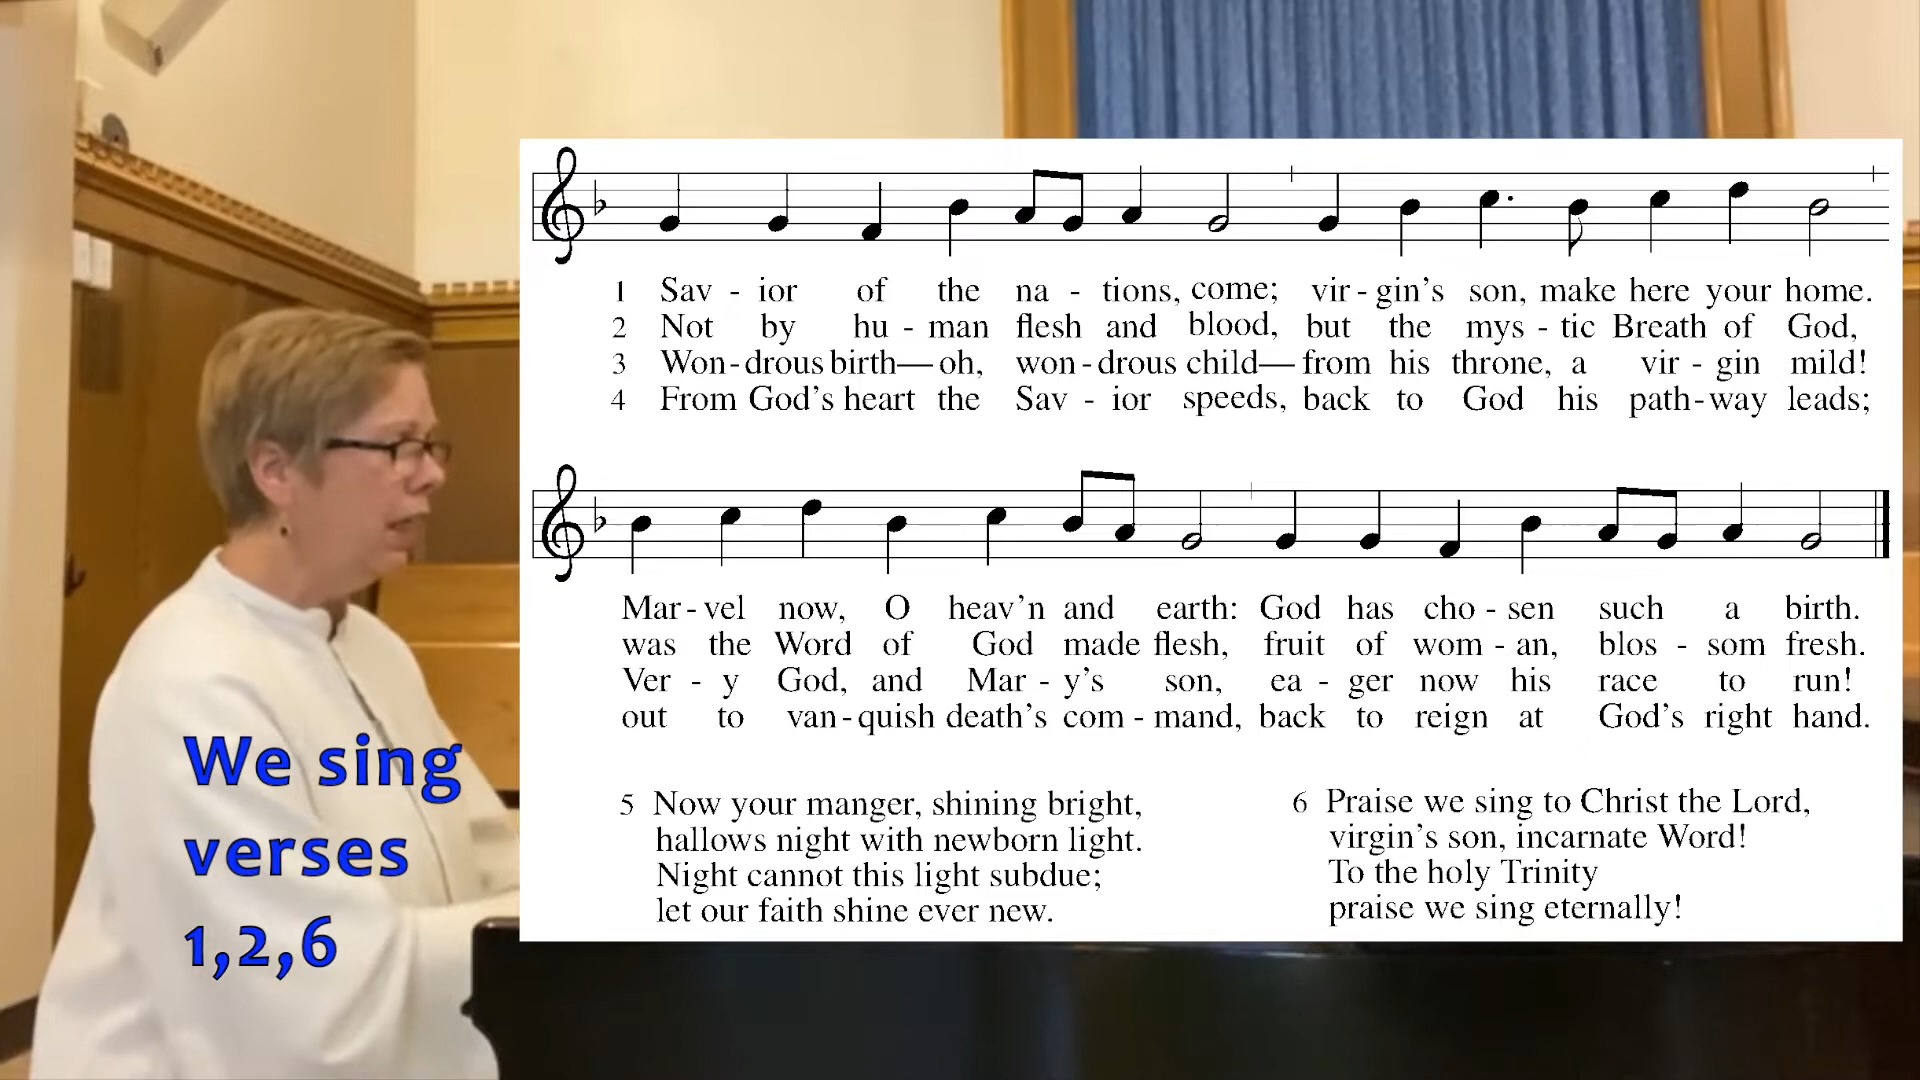 1 Sav - ior of the na - tions, come; vir - gin's son, make here your home.
2 Not by hu - man flesh and blood, but the mys - tic Breath of God,
3 Won - drous birth— oh, won - drous child— from his throne, a vir - gin mild!
4 From God's heart the Sav - ior speeds, back to God his path - way leads;
Mar - vel now, O heav'n and earth: God has cho - sen such a birth.
was the Word of God made flesh, fruit of wom - an, blos - som fresh.
Ver - y God, and Mar - y's son, ea - ger now his race to run!
out to van - quish death's com - mand, back to reign at God's right hand.
5 Now your manger, shining bright,
hallows night with newborn light.
Night cannot this light subdue;
let our faith shine ever new.
6 Praise we sing to Christ the Lord,
virgin's son, incarnate Word!
To the holy Trinity
praise we sing eternally!
We sing
verses
1,2,6